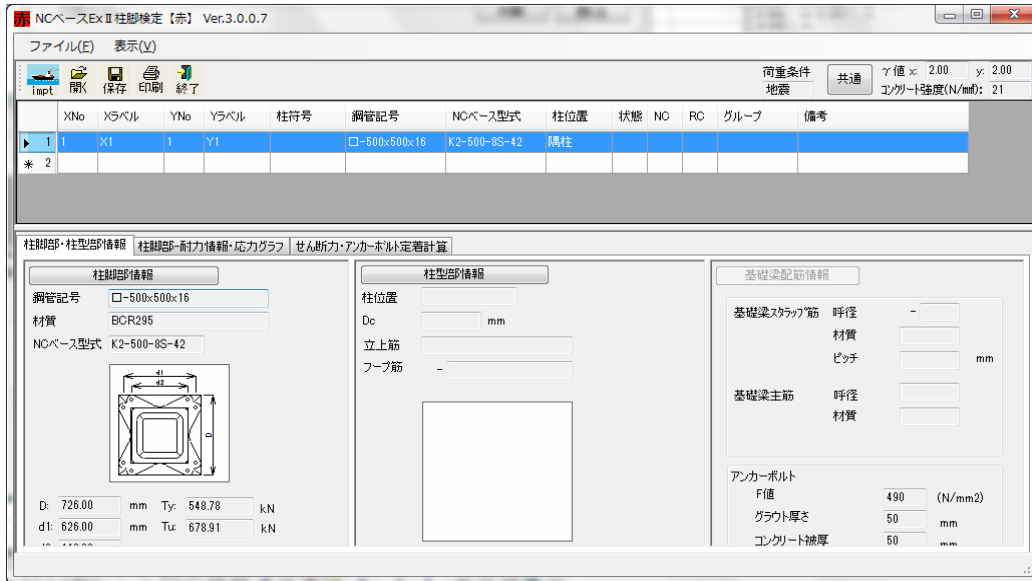 赤 NCベースExⅡ柱脚検定【赤】 Ver.3.0.0.7
ファイル(F) 表示(V)
impt 開く 保存 印刷 終了 荷重条件 地震 共通 γ値 x: 2.00 y: 2.00
コンクリート強度(N/mm²): 21
XNo Xラベル YNo Yラベル 柱符号 鋼管記号 NCベース型式 柱位置 状態 NC RC グループ 備考
1 1 X1 1 Y1 □-500x500x16 K2-500-8S-42 隅柱
* 2
柱脚部・柱型部情報 柱脚部-耐力情報・応力グラフ せん断力・アンカーボルト定着計算
柱脚部情報 柱型部情報 基礎梁配筋情報
鋼管記号 □-500x500x16
材質 BCR295
NCベース型式 K2-500-8S-42
d1
d2
D
D: 726.00 mm Ty: 548.78 kN
d1: 626.00 mm Tu: 678.91 kN
柱位置
Dc mm
立上筋
フープ筋 -
基礎梁スタラップ筋 呼径 -
材質
ピッチ mm
基礎梁主筋 呼径
材質
アンカーボルト
F値 490 (N/mm2)
グラウト厚さ 50 mm
コンクリート被厚 50 mm